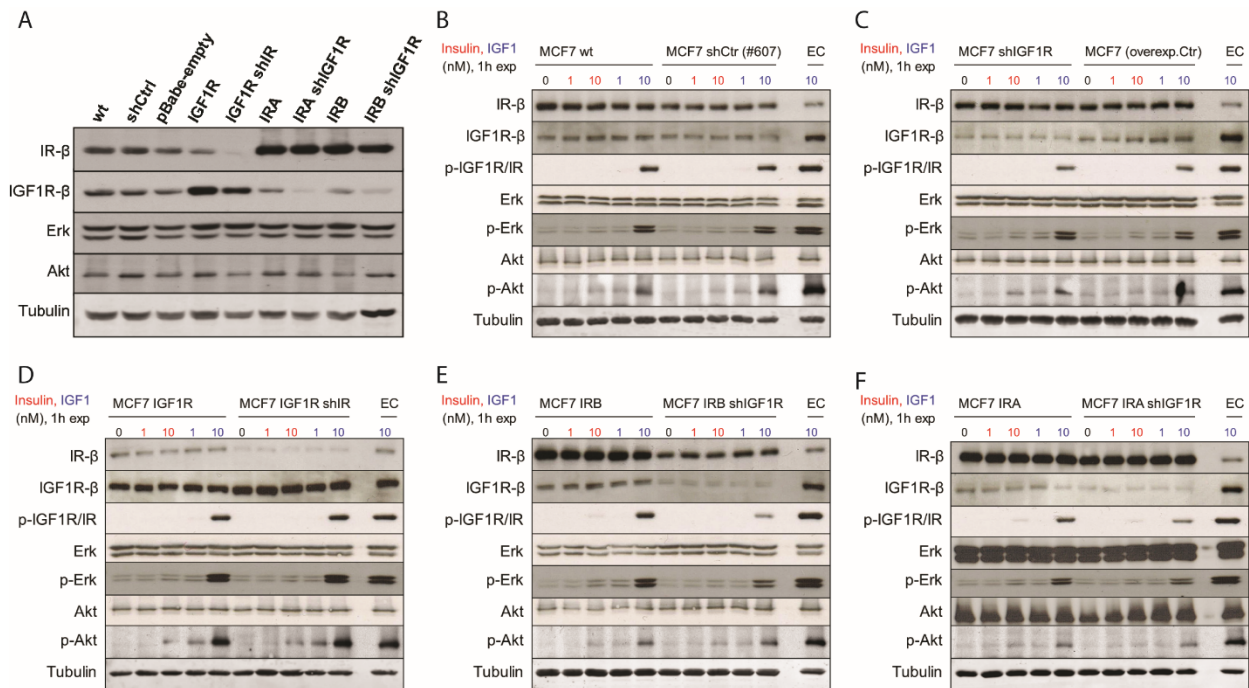 A
wt
shCtrl
pBabe-empty
IGF1R
IGF1R shIR
IRA
IRA shIGF1R
IRB
IRB shIGF1R
IR-β
IGF1R-β
Erk
Akt
Tubulin
B
Insulin, IGF1
(nM), 1h exp
MCF7 wt
MCF7 shCtr (#607)
EC
0 1 10 1 10 0 1 10 1 10 10
IR-β
IGF1R-β
p-IGF1R/IR
Erk
p-Erk
Akt
p-Akt
Tubulin
C
Insulin, IGF1
(nM), 1h exp
MCF7 shIGF1R
MCF7 (overexp.Ctr)
EC
0 1 10 1 10 0 1 10 1 10 10
IR-β
IGF1R-β
p-IGF1R/IR
Erk
p-Erk
Akt
p-Akt
Tubulin
D
Insulin, IGF1
(nM), 1h exp
MCF7 IGF1R
MCF7 IGF1R shIR
EC
0 1 10 1 10 0 1 10 1 10 10
IR-β
IGF1R-β
p-IGF1R/IR
Erk
p-Erk
Akt
p-Akt
Tubulin
E
Insulin, IGF1
(nM), 1h exp
MCF7 IRB
MCF7 IRB shIGF1R
EC
0 1 10 1 10 0 1 10 1 10 10
IR-β
IGF1R-β
p-IGF1R/IR
Erk
p-Erk
Akt
p-Akt
Tubulin
F
Insulin, IGF1
(nM), 1h exp
MCF7 IRA
MCF7 IRA shIGF1R
EC
0 1 10 1 10 0 1 10 1 10 10
IR-β
IGF1R-β
p-IGF1R/IR
Erk
p-Erk
Akt
p-Akt
Tubulin